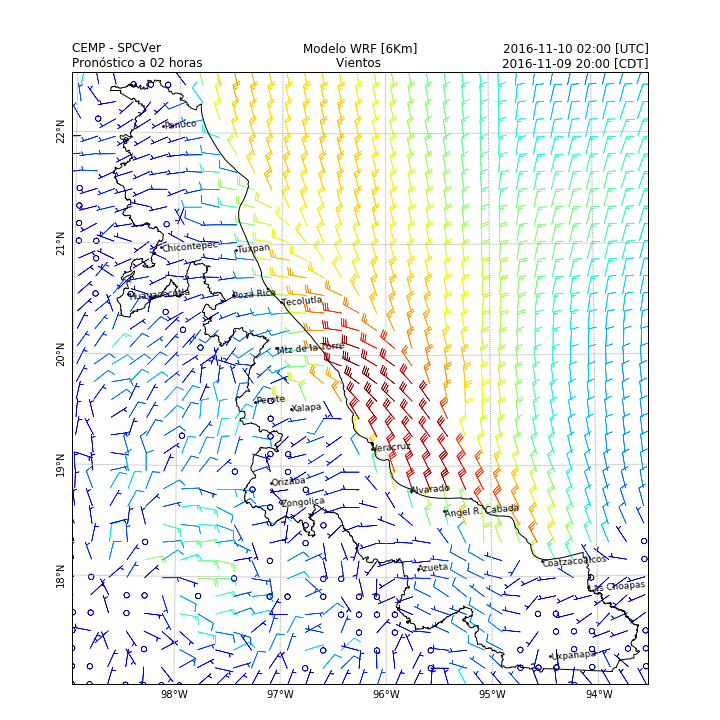 CEMP - SPCVer
Modelo WRF [6Km]
2016-11-10 02:00 [UTC]
Pronóstico a 02 horas
Vientos
2016-11-09 20:00 [CDT]
22°N
Panuco
21°N
Chicontepec
Tuxpan
Huayacocotla
Poza Rica
Tecolutla
20°N
Mtz de la Torre
Perote
Xalapa
Veracruz
19°N
Orizaba
Alvarado
Zongolica
Angel R. Cabada
18°N
Azueta
Coatzacoalcos
Las Choapas
Uxpanapa
98°W
97°W
96°W
95°W
94°W